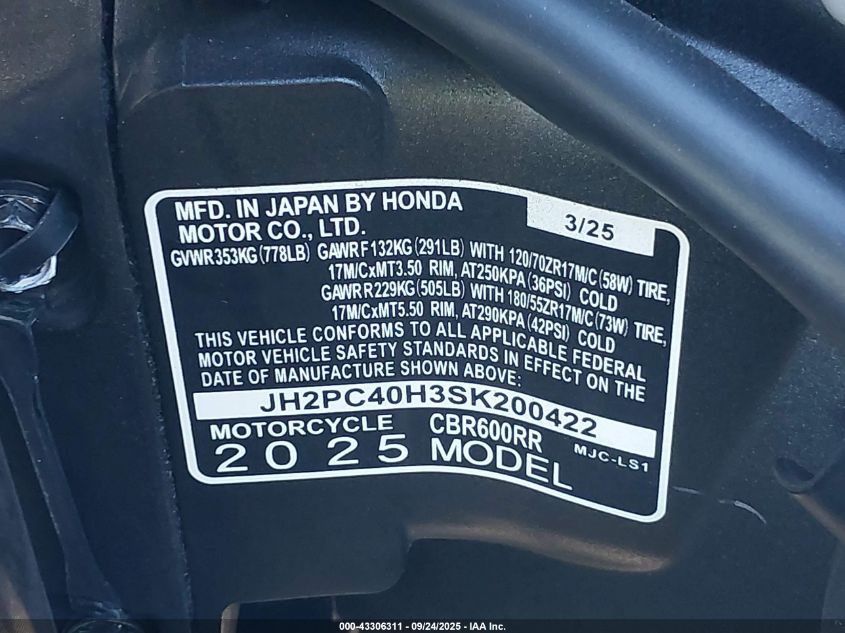 MFD. IN JAPAN BY HONDA
MOTOR CO., LTD.
3/25
GVWR353KG(778LB) GAWRF132KG(291LB) WITH 120/70ZR17M/C(58W) TIRE,
17M/CxMT3.50 RIM, AT250KPA(36PSI) COLD
GAWRR229KG(505LB) WITH 180/55ZR17M/C(73W) TIRE,
17M/CxMT5.50 RIM, AT290KPA(42PSI) COLD
THIS VEHICLE CONFORMS TO ALL APPLICABLE FEDERAL
MOTOR VEHICLE SAFETY STANDARDS IN EFFECT ON THE
DATE OF MANUFACTURE SHOWN ABOVE:
JH2PC40H3SK200422
MOTORCYCLE CBR600RR
2025 MODEL MJC-LS1
000-43306311 - 09/24/2025 - IAA Inc.